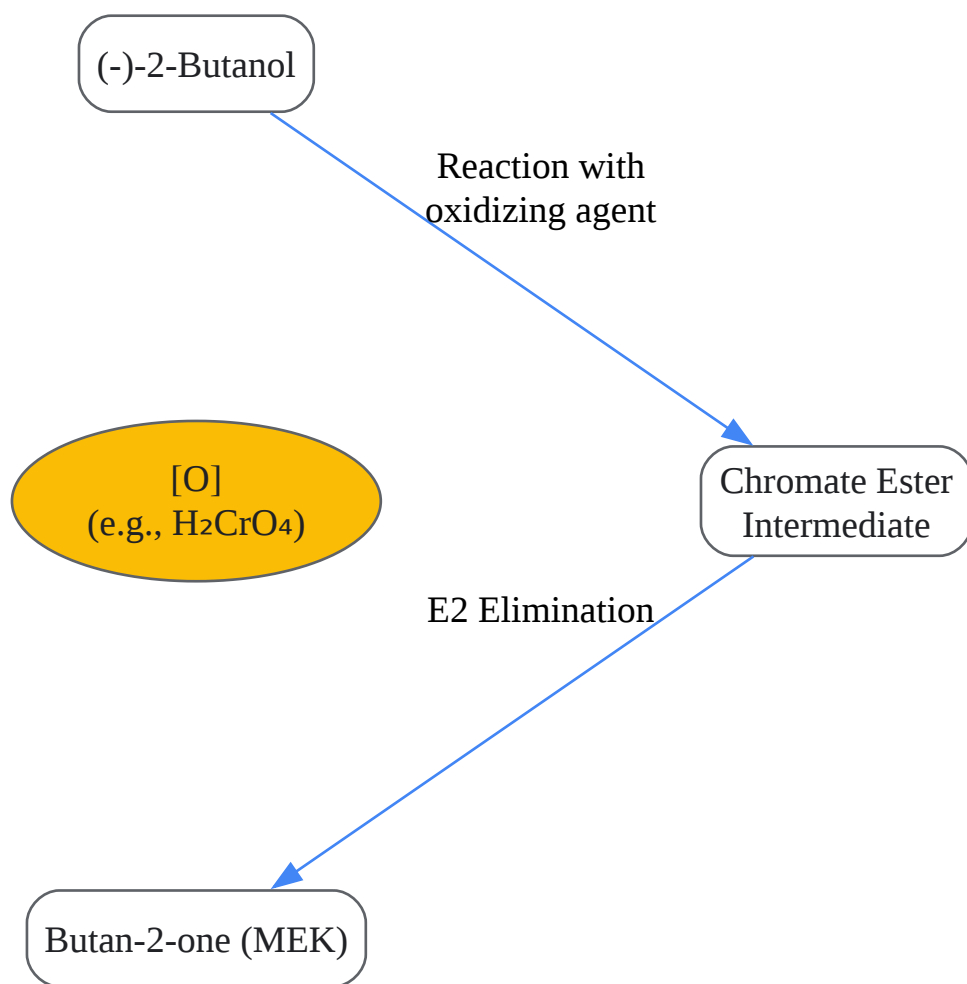 (-)-2-Butanol
Reaction with
oxidizing agent
[O]
(e.g., H₂CrO₄)
Chromate Ester
Intermediate
E2 Elimination
Butan-2-one (MEK)